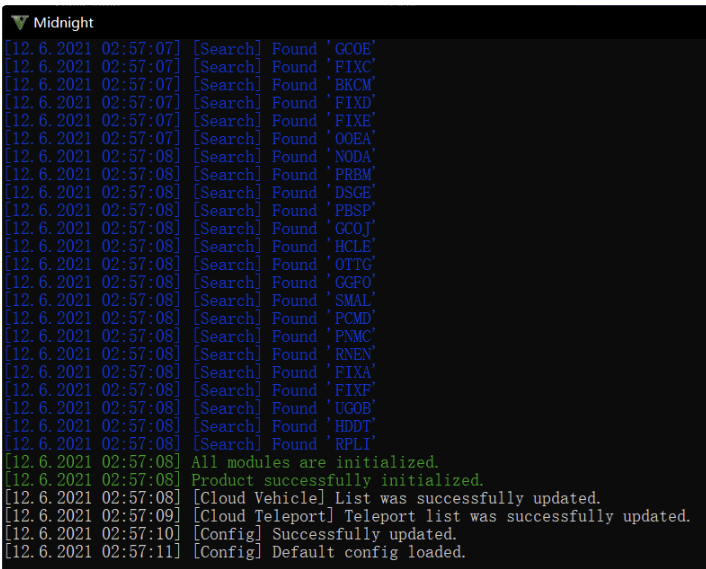 Midnight
[12.6.2021 02:57:07] [Search] Found 'GCOE'
[12.6.2021 02:57:07] [Search] Found 'FIXC'
[12.6.2021 02:57:07] [Search] Found 'BKCM'
[12.6.2021 02:57:07] [Search] Found 'FIXD'
[12.6.2021 02:57:07] [Search] Found 'FIXE'
[12.6.2021 02:57:07] [Search] Found 'OOEA'
[12.6.2021 02:57:08] [Search] Found 'NODA'
[12.6.2021 02:57:08] [Search] Found 'PRBM'
[12.6.2021 02:57:08] [Search] Found 'DSGE'
[12.6.2021 02:57:08] [Search] Found 'PBSP'
[12.6.2021 02:57:08] [Search] Found 'GCOJ'
[12.6.2021 02:57:08] [Search] Found 'HCLE'
[12.6.2021 02:57:08] [Search] Found 'OTTG'
[12.6.2021 02:57:08] [Search] Found 'GGFO'
[12.6.2021 02:57:08] [Search] Found 'SMAL'
[12.6.2021 02:57:08] [Search] Found 'PCMD'
[12.6.2021 02:57:08] [Search] Found 'PNMC'
[12.6.2021 02:57:08] [Search] Found 'RNEN'
[12.6.2021 02:57:08] [Search] Found 'FIXA'
[12.6.2021 02:57:08] [Search] Found 'FIXF'
[12.6.2021 02:57:08] [Search] Found 'UGOB'
[12.6.2021 02:57:08] [Search] Found 'HDDT'
[12.6.2021 02:57:08] [Search] Found 'RPLI'
[12.6.2021 02:57:08] All modules are initialized.
[12.6.2021 02:57:08] Product successfully initialized.
[12.6.2021 02:57:08] [Cloud Vehicle] List was successfully updated.
[12.6.2021 02:57:09] [Cloud Teleport] Teleport list was successfully updated.
[12.6.2021 02:57:10] [Config] Successfully updated.
[12.6.2021 02:57:11] [Config] Default config loaded.